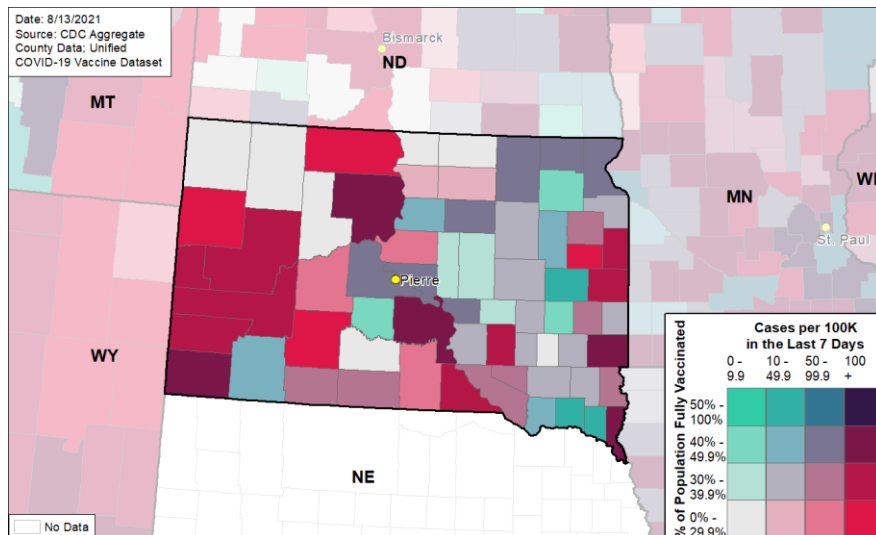 Date: 8/13/2021
Source: CDC Aggregate
County Data; Unified
COVID-19 Vaccine Dataset
Bismarck
ND
MT
MN
WI
St. Paul
Pierre
WY
NE
No Data
Cases per 100K
in the Last 7 Days
0 - 9.9
10 - 49.9
50 - 99.9
100 +
% of Population Fully Vaccinated
50% - 100%
40% - 49.9%
30% - 39.9%
0% - 29.9%